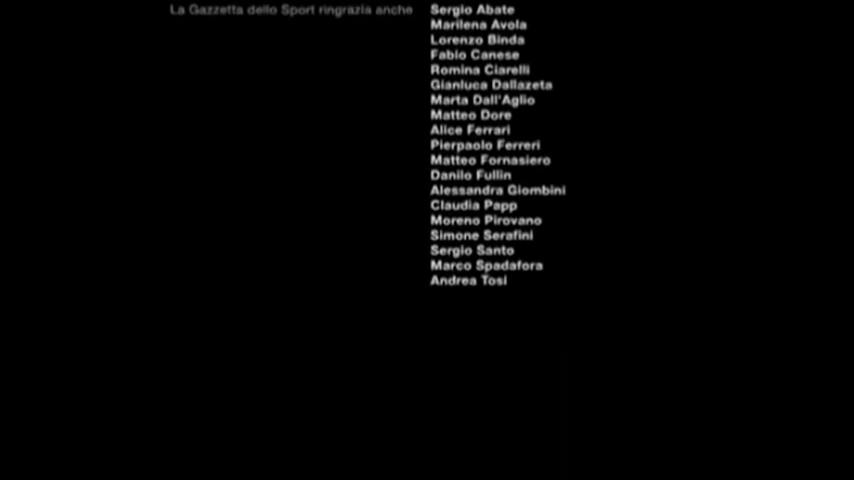 La Gazzetta dello Sport ringrazia anche Sergio Abate
Marilena Avola
Lorenzo Binda
Fabio Canese
Romina Ciarelli
Gianluca Dallazeta
Marta Dall'Aglio
Matteo Dore
Alice Ferrari
Pierpaolo Ferreri
Matteo Fornasiero
Danilo Fullin
Alessandra Giombini
Claudia Papp
Moreno Pirovano
Simone Serafini
Sergio Santo
Marco Spadafora
Andrea Tosi